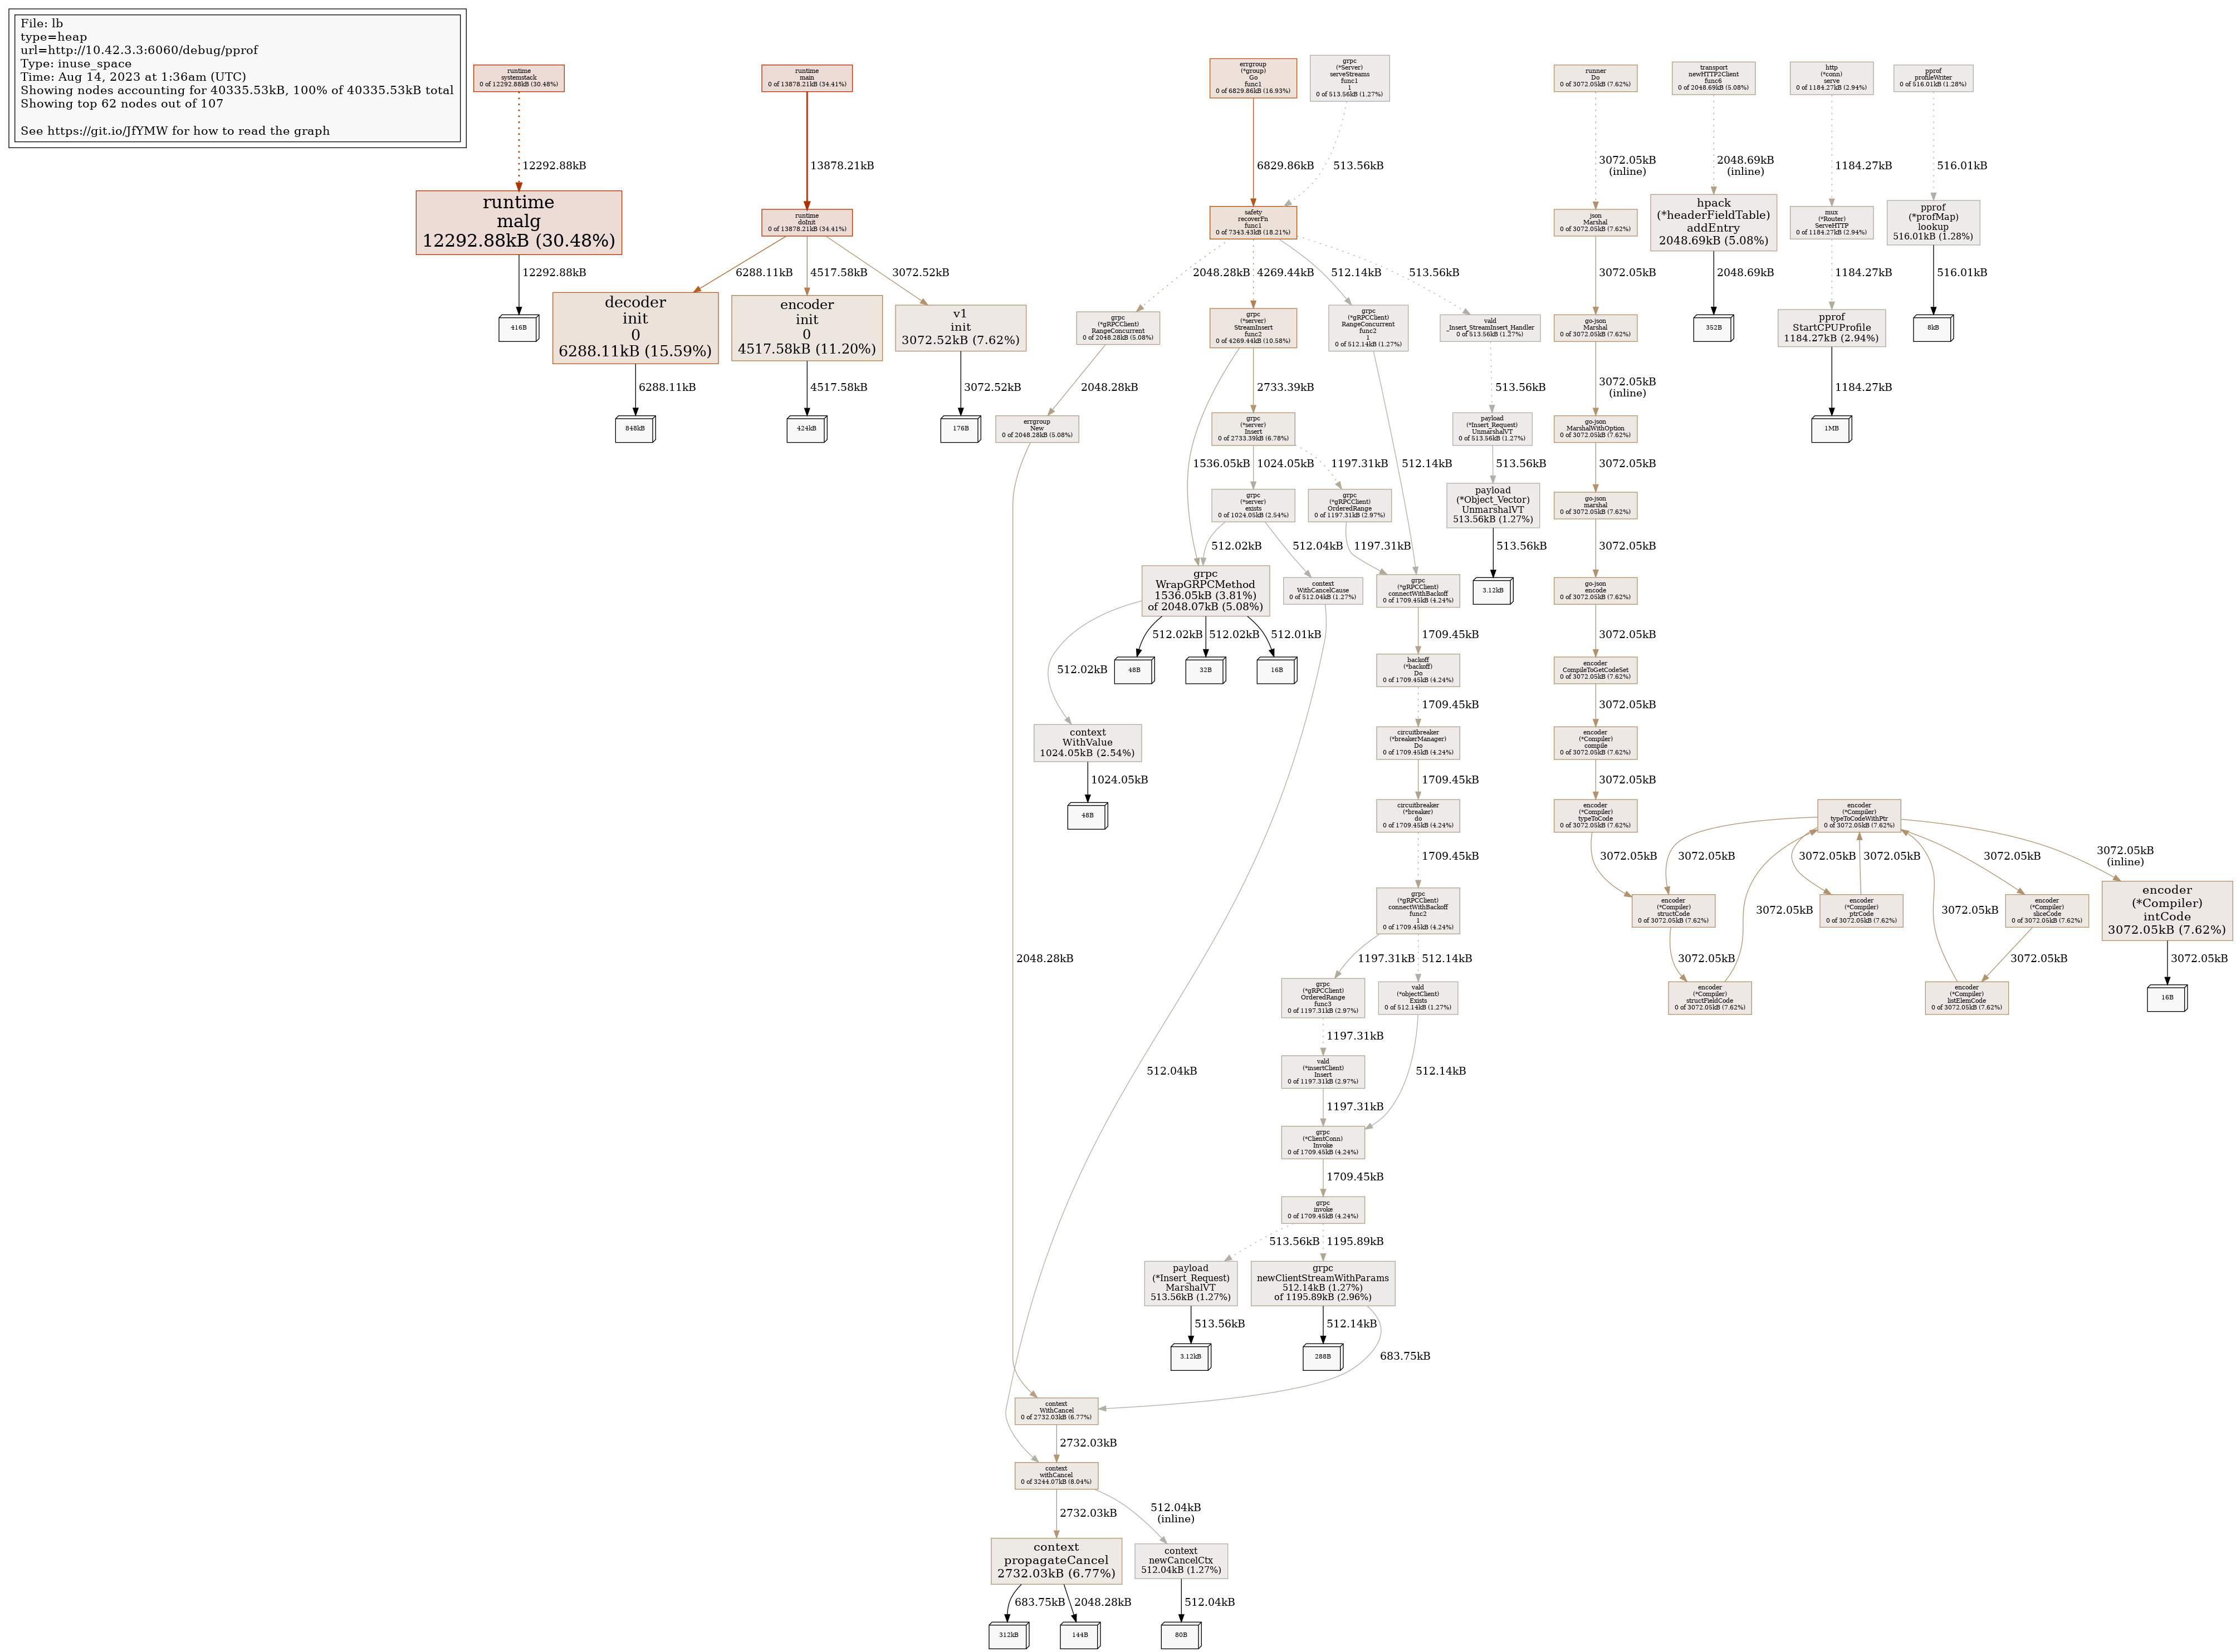 File: lb
type=heap
url=http://10.42.3.3:6060/debug/pprof
Type: inuse_space
Time: Aug 14, 2023 at 1:36am (UTC)
Showing nodes accounting for 40335.53kB, 100% of 40335.53kB total
Showing top 62 nodes out of 107
See https://git.io/JfYMW for how to read the graph
runtime
systemstack
0 of 12292.88kB (30.48%)
12292.88kB
runtime
malg
12292.88kB (30.48%)
12292.88kB
416B
runtime
main
0 of 13878.21kB (34.41%)
13878.21kB
runtime
doInit
0 of 13878.21kB (34.41%)
6288.11kB
4517.58kB
3072.52kB
decoder
init
0
6288.11kB (15.59%)
6288.11kB
848kB
encoder
init
0
4517.58kB (11.20%)
4517.58kB
424kB
v1
init
3072.52kB (7.62%)
3072.52kB
176B
errgroup
(*group)
Go
func1
0 of 6829.86kB (16.93%)
6829.86kB
grpc
(*Server)
serveStreams
func1
1
0 of 513.56kB (1.27%)
513.56kB
safety
recoverFn
func1
0 of 7343.43kB (18.21%)
2048.28kB
4269.44kB
512.14kB
513.56kB
grpc
(*gRPCClient)
RangeConcurrent
0 of 2048.28kB (5.08%)
2048.28kB
errgroup
New
0 of 2048.28kB (5.08%)
2048.28kB
grpc
(*server)
StreamInsert
func2
0 of 4269.44kB (10.58%)
1536.05kB
2733.39kB
grpc
(*server)
Insert
0 of 2733.39kB (6.78%)
1024.05kB
1197.31kB
grpc
(*gRPCClient)
RangeConcurrent
func2
1
0 of 512.14kB (1.27%)
512.14kB
vald
_Insert_StreamInsert_Handler
0 of 513.56kB (1.27%)
513.56kB
payload
(*Insert_Request)
UnmarshalVT
0 of 513.56kB (1.27%)
513.56kB
payload
(*Object_Vector)
UnmarshalVT
513.56kB (1.27%)
513.56kB
3.12kB
grpc
(*server)
exists
0 of 1024.05kB (2.54%)
512.02kB
512.04kB
grpc
(*gRPCClient)
OrderedRange
0 of 1197.31kB (2.97%)
1197.31kB
grpc
WrapGRPCMethod
1536.05kB (3.81%)
of 2048.07kB (5.08%)
512.02kB
512.02kB
512.02kB
512.01kB
48B
32B
16B
context
WithCancelCause
0 of 512.04kB (1.27%)
512.04kB
context
WithValue
1024.05kB (2.54%)
1024.05kB
48B
grpc
(*gRPCClient)
connectWithBackoff
0 of 1709.45kB (4.24%)
1709.45kB
backoff
(*backoff)
Do
0 of 1709.45kB (4.24%)
1709.45kB
circuitbreaker
(*breakerManager)
Do
0 of 1709.45kB (4.24%)
1709.45kB
circuitbreaker
(*breaker)
do
0 of 1709.45kB (4.24%)
1709.45kB
grpc
(*gRPCClient)
connectWithBackoff
func2
1
0 of 1709.45kB (4.24%)
1197.31kB
512.14kB
grpc
(*gRPCClient)
OrderedRange
func3
0 of 1197.31kB (2.97%)
1197.31kB
vald
(*objectClient)
Exists
0 of 512.14kB (1.27%)
512.14kB
vald
(*insertClient)
Insert
0 of 1197.31kB (2.97%)
1197.31kB
grpc
(*ClientConn)
Invoke
0 of 1709.45kB (4.24%)
1709.45kB
grpc
invoke
0 of 1709.45kB (4.24%)
513.56kB
1195.89kB
payload
(*Insert_Request)
MarshalVT
513.56kB (1.27%)
513.56kB
3.12kB
grpc
newClientStreamWithParams
512.14kB (1.27%)
of 1195.89kB (2.96%)
512.14kB
683.75kB
288B
context
WithCancel
0 of 2732.03kB (6.77%)
2732.03kB
context
withCancel
0 of 3244.07kB (8.04%)
2732.03kB
512.04kB
(inline)
context
propagateCancel
2732.03kB (6.77%)
683.75kB
2048.28kB
312kB
144B
context
newCancelCtx
512.04kB (1.27%)
512.04kB
80B
runner
Do
0 of 3072.05kB (7.62%)
3072.05kB
(inline)
json
Marshal
0 of 3072.05kB (7.62%)
3072.05kB
go-json
Marshal
0 of 3072.05kB (7.62%)
3072.05kB
(inline)
go-json
MarshalWithOption
0 of 3072.05kB (7.62%)
3072.05kB
go-json
marshal
0 of 3072.05kB (7.62%)
3072.05kB
go-json
encode
0 of 3072.05kB (7.62%)
3072.05kB
encoder
CompileToGetCodeSet
0 of 3072.05kB (7.62%)
3072.05kB
encoder
(*Compiler)
compile
0 of 3072.05kB (7.62%)
3072.05kB
encoder
(*Compiler)
typeToCode
0 of 3072.05kB (7.62%)
3072.05kB
encoder
(*Compiler)
typeToCodeWithPtr
0 of 3072.05kB (7.62%)
3072.05kB
3072.05kB
3072.05kB
3072.05kB
3072.05kB
(inline)
encoder
(*Compiler)
structCode
0 of 3072.05kB (7.62%)
3072.05kB
3072.05kB
encoder
(*Compiler)
structFieldCode
0 of 3072.05kB (7.62%)
encoder
(*Compiler)
ptrCode
0 of 3072.05kB (7.62%)
3072.05kB
encoder
(*Compiler)
sliceCode
0 of 3072.05kB (7.62%)
3072.05kB
encoder
(*Compiler)
listElemCode
0 of 3072.05kB (7.62%)
encoder
(*Compiler)
intCode
3072.05kB (7.62%)
3072.05kB
16B
transport
newHTTP2Client
func6
0 of 2048.69kB (5.08%)
2048.69kB
(inline)
hpack
(*headerFieldTable)
addEntry
2048.69kB (5.08%)
2048.69kB
352B
http
(*conn)
serve
0 of 1184.27kB (2.94%)
1184.27kB
mux
(*Router)
ServeHTTP
0 of 1184.27kB (2.94%)
1184.27kB
pprof
StartCPUProfile
1184.27kB (2.94%)
1184.27kB
1MB
pprof
profileWriter
0 of 516.01kB (1.28%)
516.01kB
pprof
(*profMap)
lookup
516.01kB (1.28%)
516.01kB
8kB